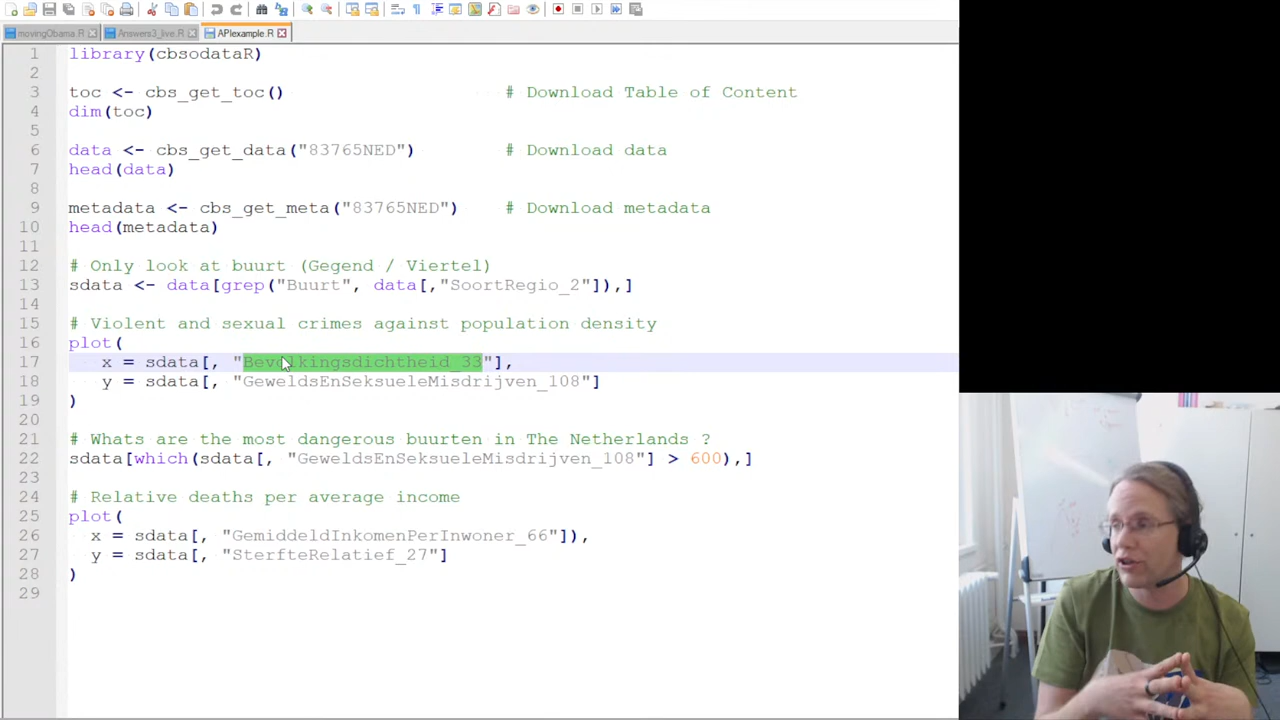 movingObama.R
Answers3_live.R
APIexample.R
1 library(cbsodataR)
2
3 toc <- cbs_get_toc() # Download Table of Content
4 dim(toc)
5
6 data <- cbs_get_data("83765NED") # Download data
7 head(data)
8
9 metadata <- cbs_get_meta("83765NED") # Download metadata
10 head(metadata)
11
12 # Only look at buurt (Gegend / Viertel)
13 sdata <- data[grep("Buurt", data[,"SoortRegio_2"]),]
14
15 # Violent and sexual crimes against population density
16 plot(
17 x = sdata[, "Bevolkingsdichtheid_33"],
18 y = sdata[, "GeweldsEnSeksueleMisdrijven_108"]
19 )
20
21 # Whats are the most dangerous buurten in The Netherlands ?
22 sdata[which(sdata[, "GeweldsEnSeksueleMisdrijven_108"] > 600),]
23
24 # Relative deaths per average income
25 plot(
26 x = sdata[, "GemiddeldInkomenPerInwoner_66"]),
27 y = sdata[, "SterfteRelatief_27"]
28 )
29